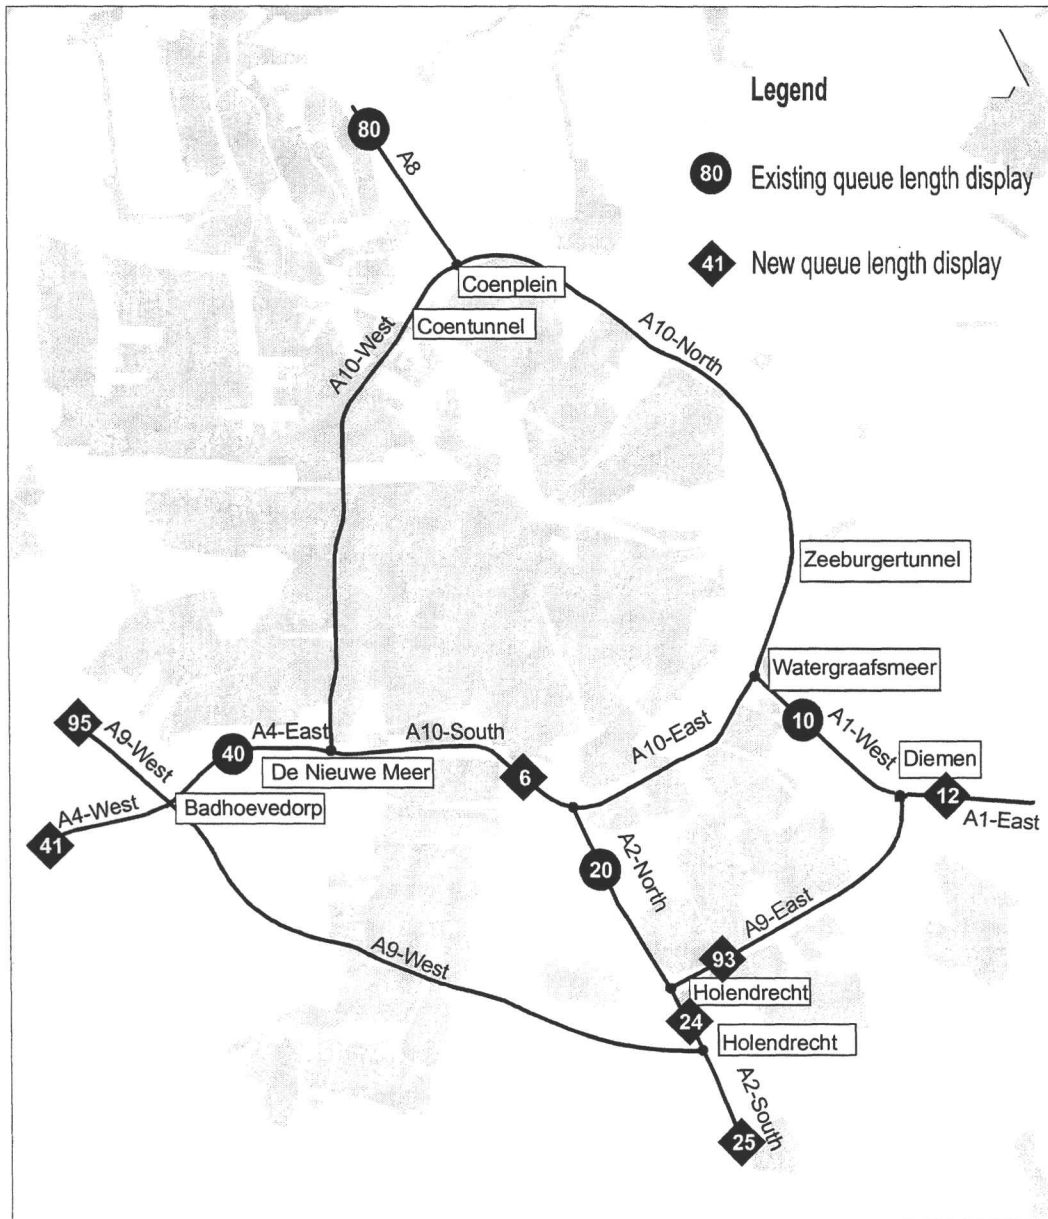 Legend
80 Existing queue length display
41 New queue length display
80
A8
Coenplein
Coentunnel
A10-West
A10-North
Zeeburgertunnel
Watergraafsmeer
10
A1-West
Diemen
12
A1-East
95
A9-West
40
A4-East
A10-South
6
A10-East
De Nieuwe Meer
Badhoevedorp
A4-West
41
20
A2-North
A9-East
93
A9-West
Holendrecht
24
Holendrecht
A2-South
25